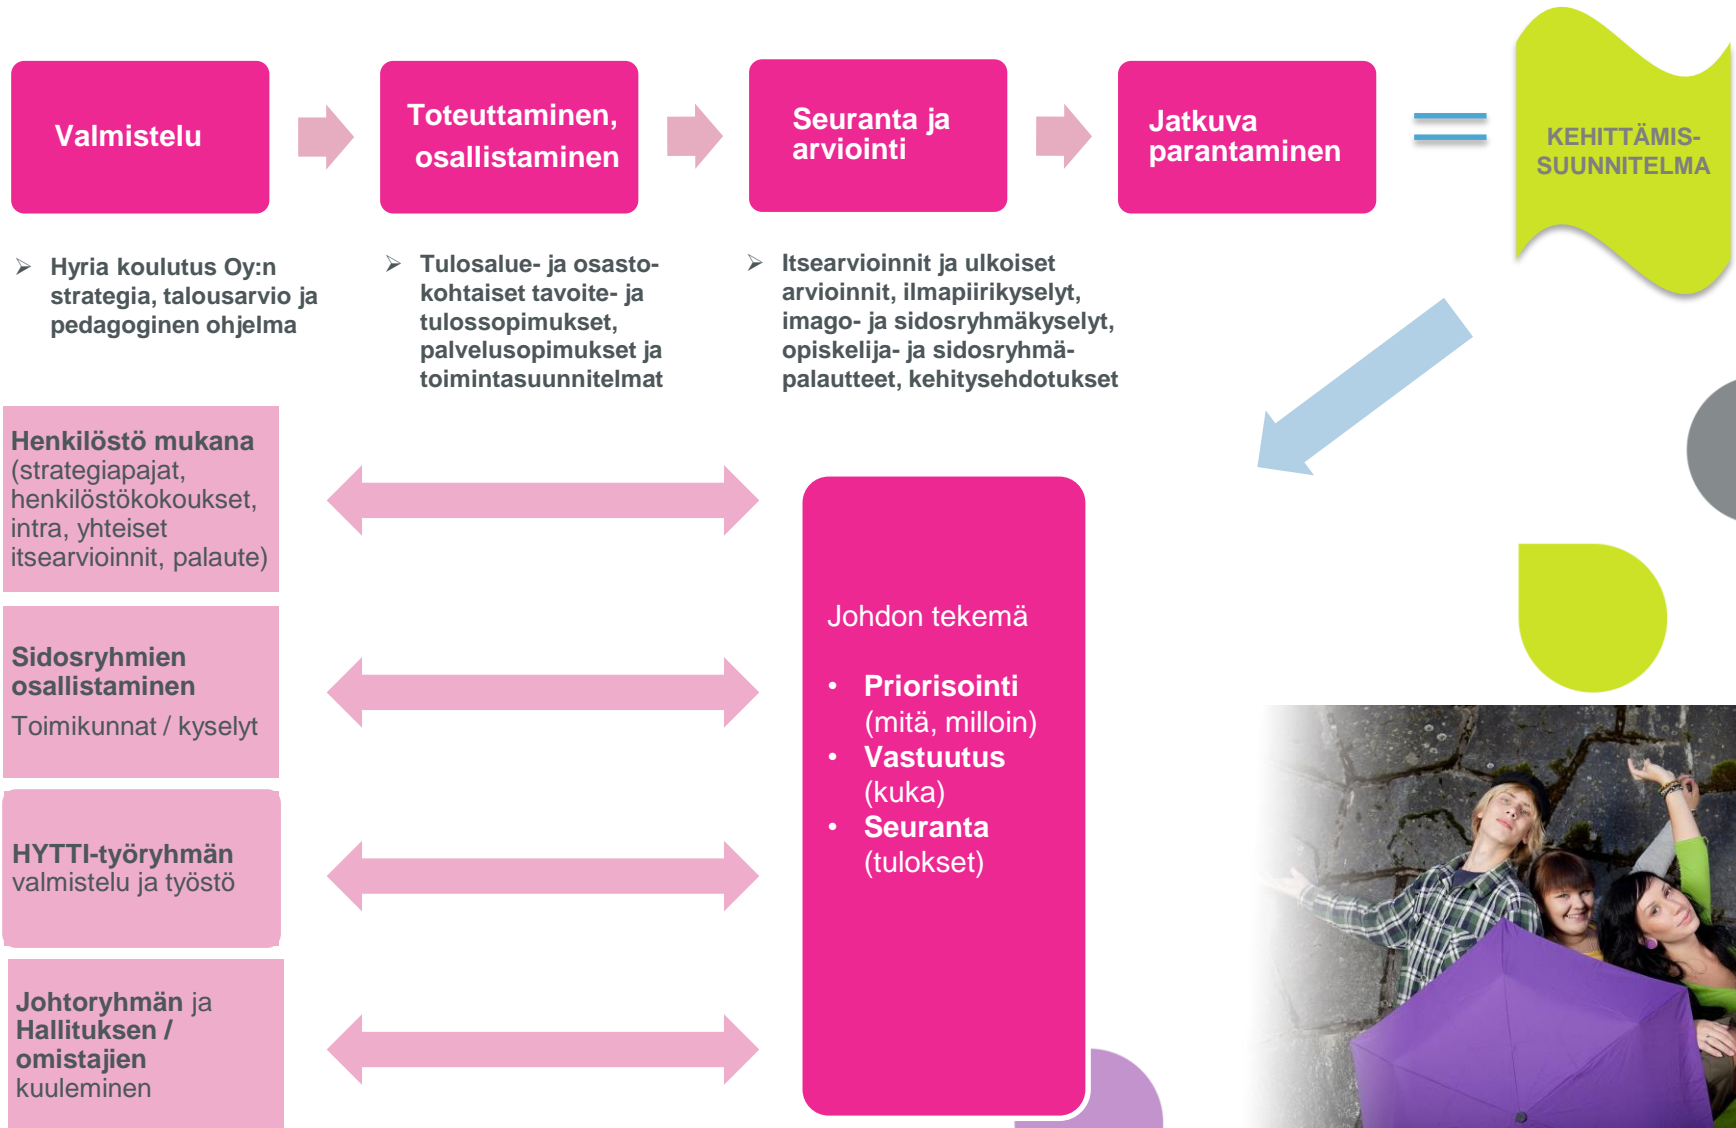 Valmistelu
Toteuttaminen,
osallistaminen
Seuranta ja
arviointi
Jatkuva
parantaminen
KEHITTÄMIS-
SUUNNITELMA
➢ Hyria koulutus Oy:n
strategia, talousarvio ja
pedagoginen ohjelma
➢ Tulosalue- ja osasto-
kohtaiset tavoite- ja
tulossopimukset,
palvelusopimukset ja
toimintasuunnitelmat
➢ Itsearvioinnit ja ulkoiset
arvioinnit, ilmapiirikyselyt,
imago- ja sidosryhmäkyselyt,
opiskelija- ja sidosryhmä-
palautteet, kehitysehdotukset
Henkilöstö mukana
(strategiapajat,
henkilöstökokoukset,
intra, yhteiset
itsearvioinnit, palaute)
Sidosryhmien
osallistaminen
Toimikunnat / kyselyt
HYTTI-työryhmän
valmistelu ja työstö
Johtoryhmän ja
Hallituksen /
omistajien
kuuleminen
Johdon tekemä
• Priorisointi
(mitä, milloin)
• Vastuutus
(kuka)
• Seuranta
(tulokset)